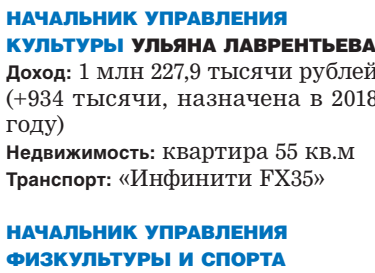 НАЧАЛЬНИК УПРАВЛЕНИЯ
КУЛЬТУРЫ УЛЬЯНА ЛАВРЕНТЬЕВА
Доход: 1 млн 227,9 тысячи рублей
(+934 тысячи, назначена в 2018
году)
Недвижимость: квартира 55 кв.м
Транспорт: «Инфинити FX35»
НАЧАЛЬНИК УПРАВЛЕНИЯ
ФИЗКУЛЬТУРЫ И СПОРТА